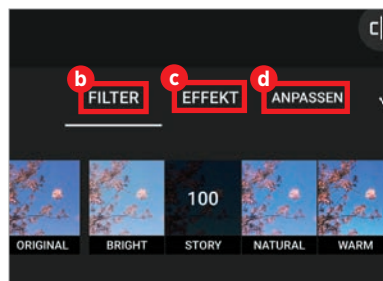 b c d
FILTER EFFEKT ANPASSEN
100
ORIGINAL BRIGHT STORY NATURAL WARM